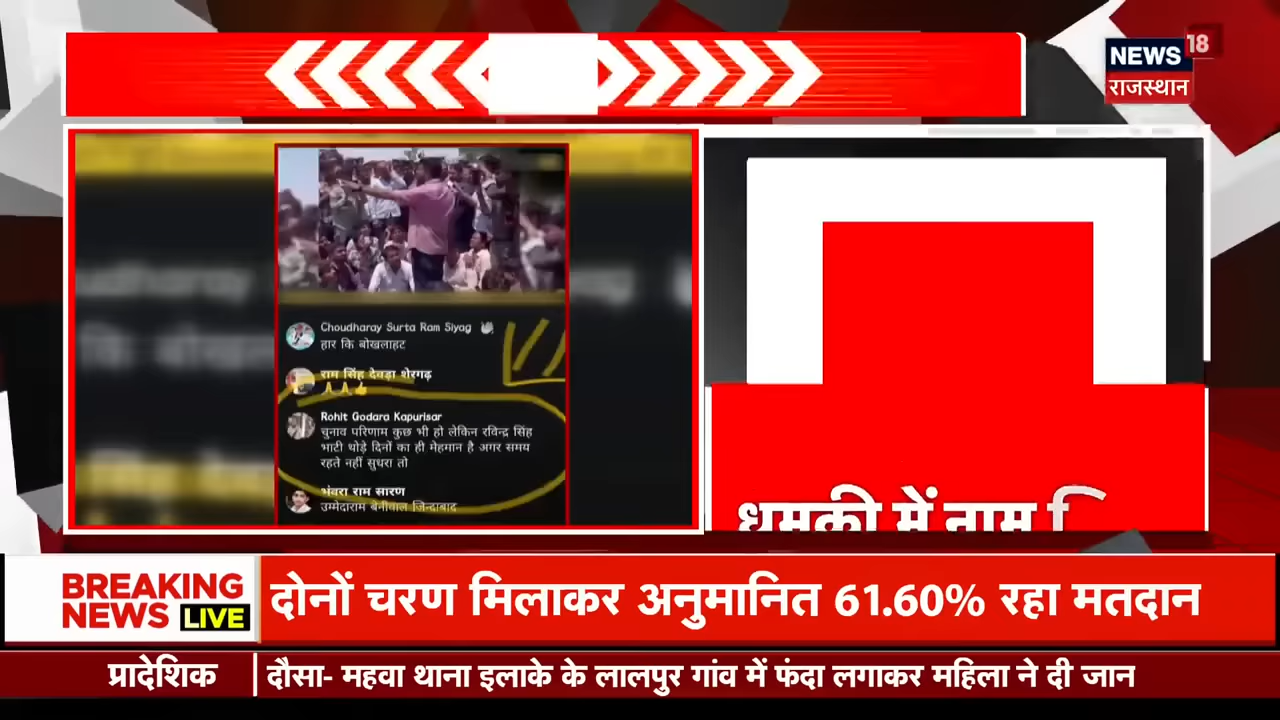 NEWS 18
राजस्थान
Choudharay Surta Ram Siyag
हार कि बोखलाहट
राम सिंह देवड़ा शेरगढ़
Rohit Godara Kapurisar
चुनाव परिणाम कुछ भी हो लेकिन रविन्द्र सिंह
भाटी थोड़े दिनों का ही मेहमान है अगर समय
रहते नहीं सुधरा तो
भंवरा राम सारण
उम्मेदाराम बेनीवाल जिन्दाबाद
धमकी में नाम
BREAKING
NEWS LIVE
दोनों चरण मिलाकर अनुमानित 61.60% रहा मतदान
प्रादेशिक
दौसा- महवा थाना इलाके के लालपुर गांव में फंदा लगाकर महिला ने दी जान